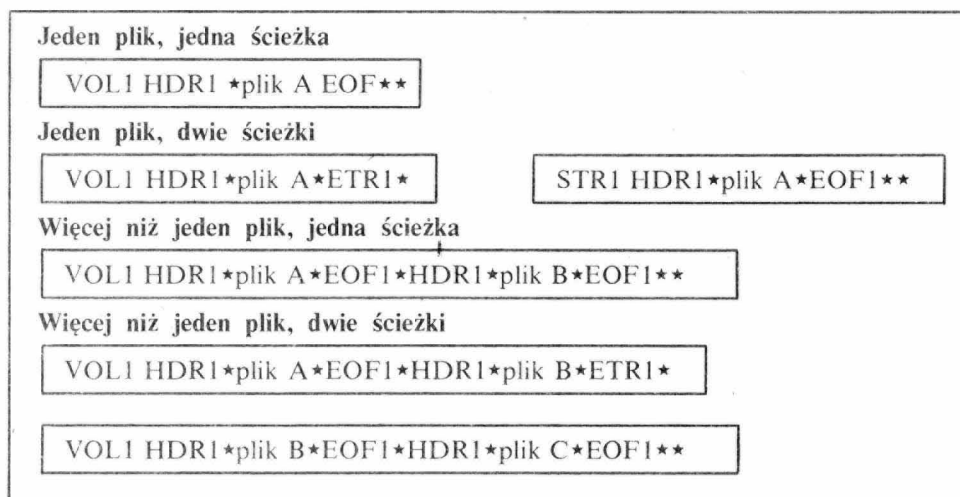 Jeden plik, jedna ścieżka
VOL1 HDR1 ★plik A EOF★★
Jeden plik, dwie ścieżki
VOL1 HDR1★plik A★ETR1★ STR1 HDR1★plik A★EOF1★★
Więcej niż jeden plik, jedna ścieżka
VOL1 HDR1★plik A★EOF1★HDR1★plik B★EOF1★★
Więcej niż jeden plik, dwie ścieżki
VOL1 HDR1★plik A★EOF1★HDR1★plik B★ETR1★
VOL1 HDR1★plik B★EOF1★HDR1★plik C★EOF1★★